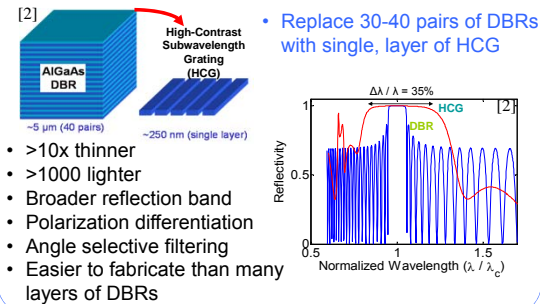 [2]
High-Contrast
Subwavelength
Grating
(HCG)
AlGaAs
DBR
~5 μm (40 pairs)
~250 nm (single layer)
• >10x thinner
• >1000 lighter
• Broader reflection band
• Polarization differentiation
• Angle selective filtering
• Easier to fabricate than many
layers of DBRs
• Replace 30-40 pairs of DBRs
with single, layer of HCG
Δλ / λ = 35%
[2]
HCG
DBR
Reflectivity
1
0.5
0
0.5
1
1.5
Normalized Wavelength (λ / λc)